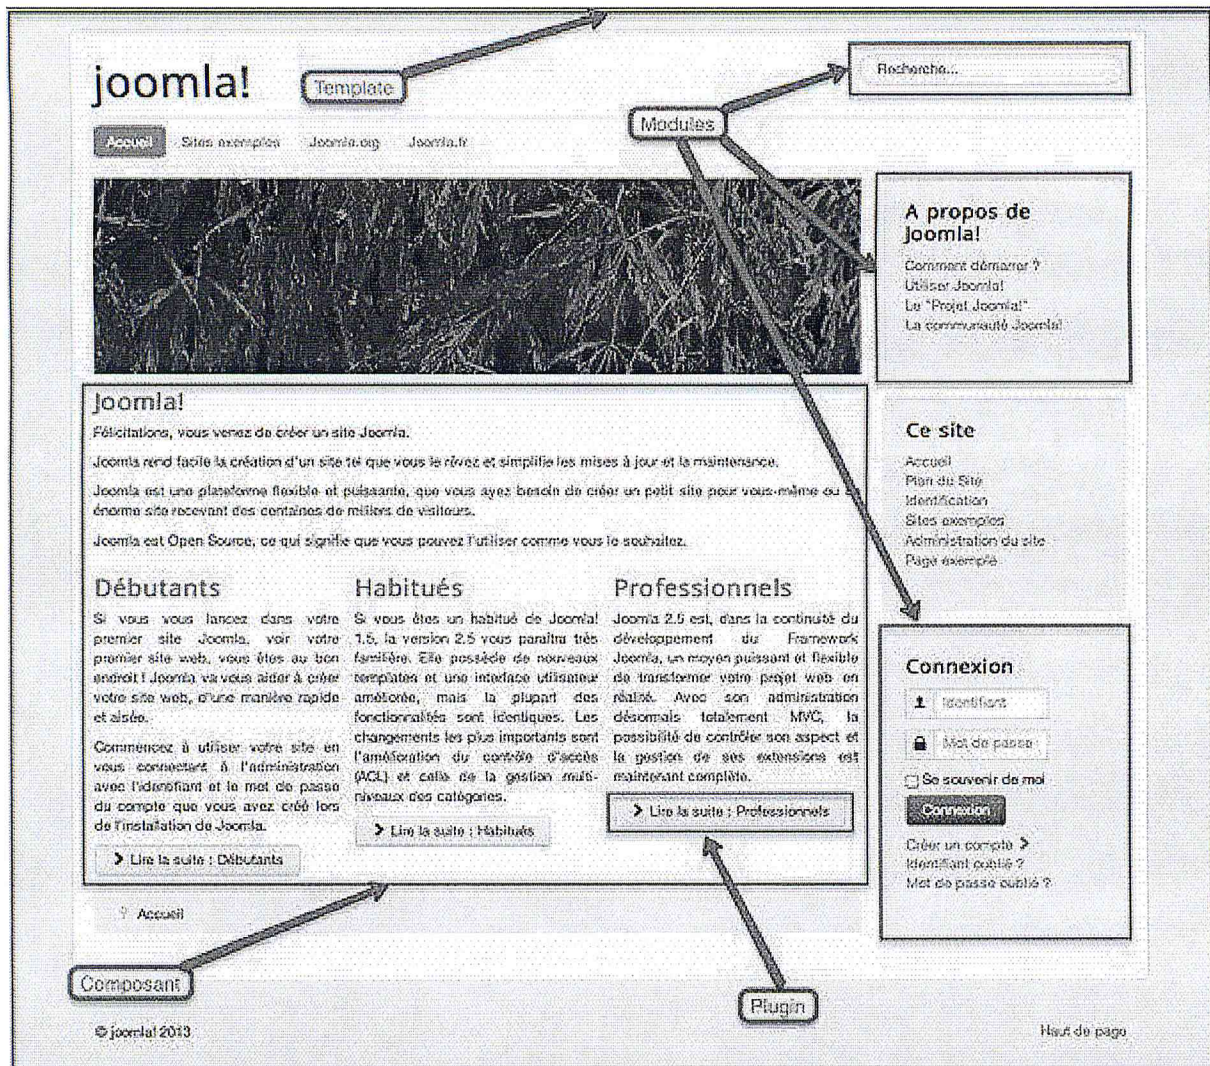 Template
joomla!
Recherche...
Modules
Accueil Sites exemples Joomla.org Joomla.fr
A propos de
Joomla!
Comment démarrer ?
Utiliser Joomla!
Le "Projet Joomla!"
La communauté Joomla!
Joomla!
Félicitations, vous venez de créer un site Joomla.
Joomla rend facile la création d'un site tel que vous le rêvez et simplifie les mises à jour et la maintenance.
Joomla est une plateforme flexible et puissante, que vous ayez besoin de créer un petit site pour vous-même ou
énorme site recevant des centaines de milliers de visiteurs.
Joomla est Open Source, ce qui signifie que vous pouvez l'utiliser comme vous le souhaitez.
Ce site
Accueil
Plan du Site
Identification
Sites exemples
Administration du site
Page exemple
Débutants
Si vous vous lancez dans votre
premier site Joomla, voir votre
premier site web, vous êtes au bon
endroit ! Joomla va vous aider à créer
votre site web, d'une manière rapide
et aisée.
Commencez à utiliser votre site en
vous connectant à l'administration
avec l'identifiant et le mot de passe
du compte que vous avez créé lors
de l'installation de Joomla.
Lire la suite : Débutants
Habitués
Si vous êtes un habitué de Joomla!
1.5, la version 2.5 vous paraîtra très
familière. Elle possède de nouveaux
templates et une interface utilisateur
améliorée, mais la plupart des
fonctionnalités sont identiques. Les
changements les plus importants sont
l'amélioration du contrôle d'accès
(ACL) et celle de la gestion multi-
niveaux des catégories.
Lire la suite : Habitués
Professionnels
Joomla 2.5 est, dans la continuité du
développement du Framework
Joomla, un moyen puissant et flexible
de transformer votre projet web en
réalité. Avec son administration
désormais totalement MVC, la
possibilité de contrôler son aspect et
la gestion de ses extensions est
maintenant complète.
Lire la suite : Professionnels
Connexion
Identifiant
Mot de passe
Se souvenir de moi
Connexion
Créer un compte
Identifiant oublié ?
Mot de passe oublié ?
Accueil
Composant
Plugin
© joomla! 2013
Haut de page